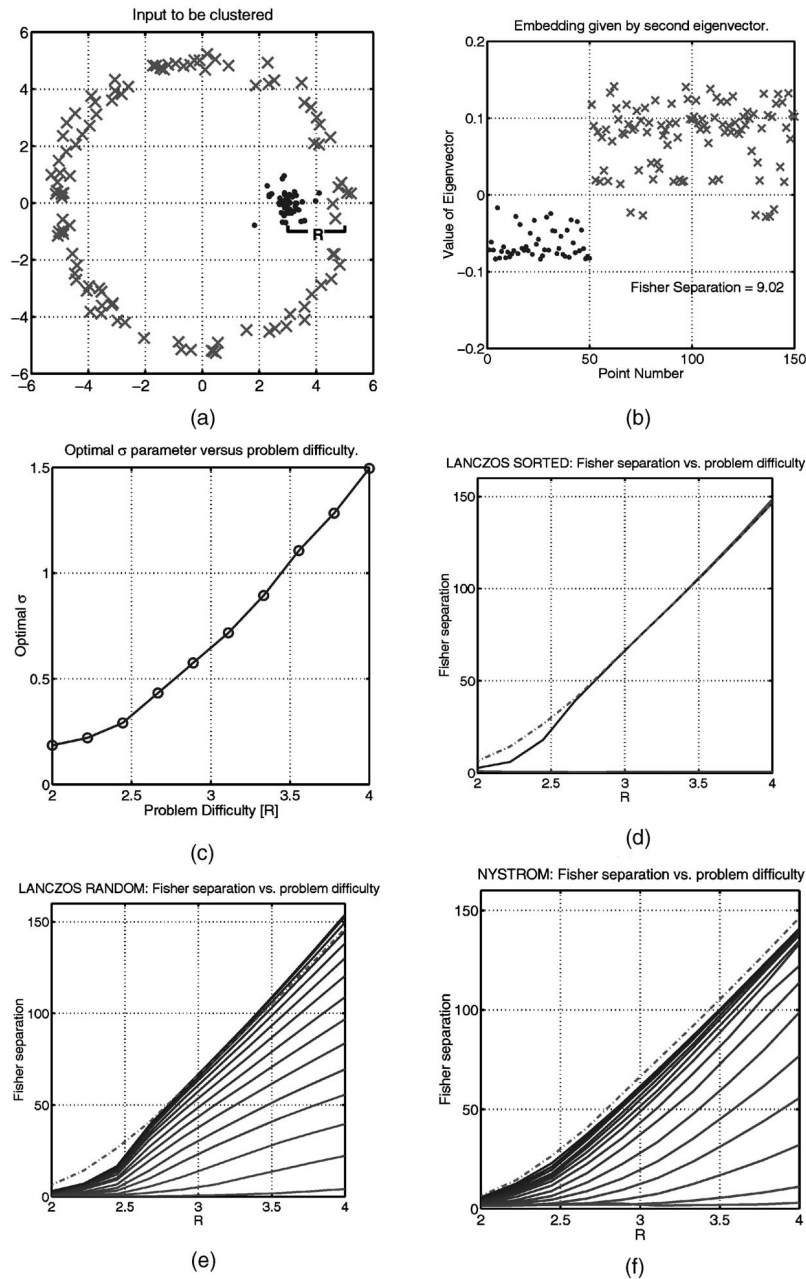 Input to be clustered
6
4
2
0
−2
−4
−6
R
−6 −4 −2 0 2 4 6
(a)
Embedding given by second eigenvector.
0.2
0.1
0
−0.1
−0.2
Value of Eigenvector
Fisher Separation = 9.02
0 50 100 150
Point Number
(b)
Optimal σ parameter versus problem difficulty.
1.5
1
0.5
0
Optimal σ
2 2.5 3 3.5 4
Problem Difficulty [R]
(c)
LANCZOS SORTED: Fisher separation vs. problem difficulty
150
100
50
0
Fisher separation
2 2.5 3 3.5 4
R
(d)
LANCZOS RANDOM: Fisher separation vs. problem difficulty
150
100
50
0
Fisher separation
2 2.5 3 3.5 4
R
(e)
NYSTROM: Fisher separation vs. problem difficulty
150
100
50
0
Fisher separation
2 2.5 3 3.5 4
R
(f)